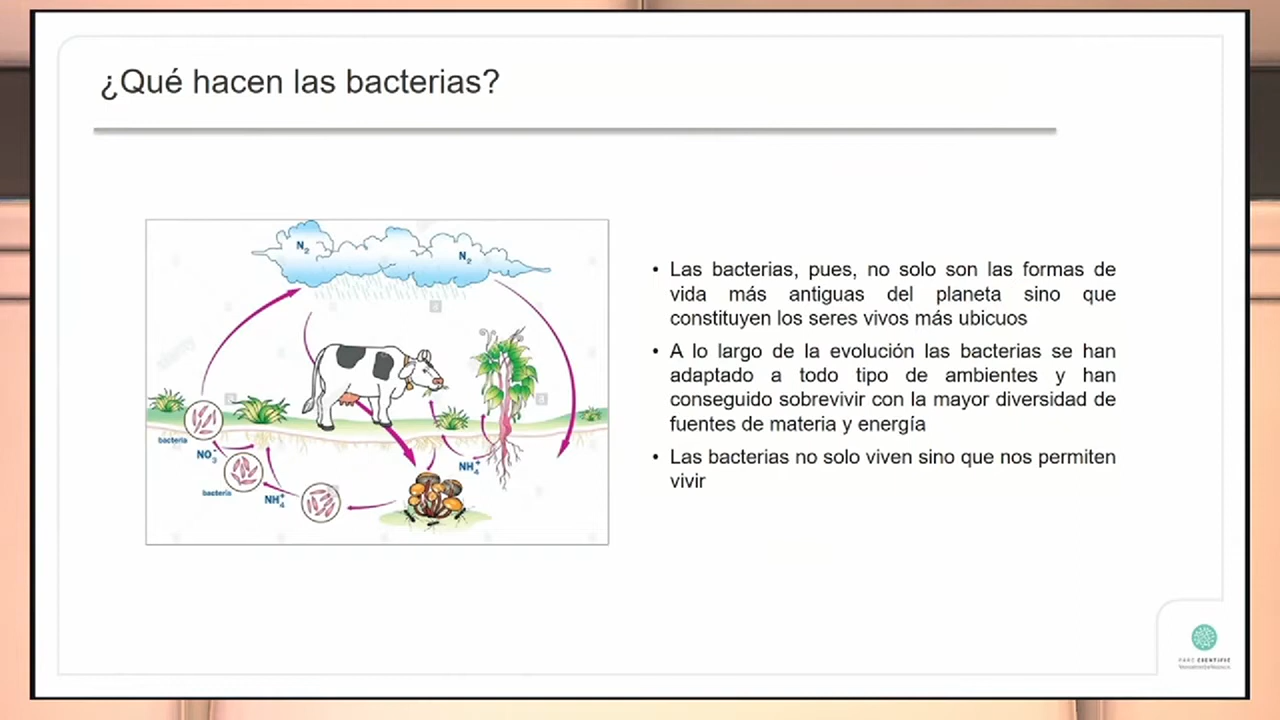 ¿Qué hacen las bacterias?
N2
N2
bacteria
NO3-
bacteria
NH4+
NH4+
• Las bacterias, pues, no solo son las formas de
vida más antiguas del planeta sino que
constituyen los seres vivos más ubicuos
• A lo largo de la evolución las bacterias se han
adaptado a todo tipo de ambientes y han
conseguido sobrevivir con la mayor diversidad de
fuentes de materia y energía
• Las bacterias no solo viven sino que nos permiten
vivir
PARC CIENTÍFIC